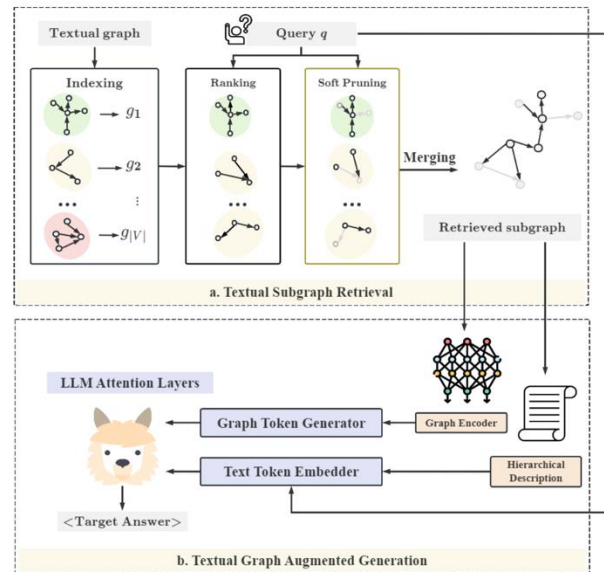 Textual graph
Query q
Indexing
g1
g2
⋮
g|V|
Ranking
Soft Pruning
Merging
Retrieved subgraph
a. Textual Subgraph Retrieval
LLM Attention Layers
Graph Token Generator
Graph Encoder
Text Token Embedder
Hierarchical
Description
<Target Answer>
b. Textual Graph Augmented Generation